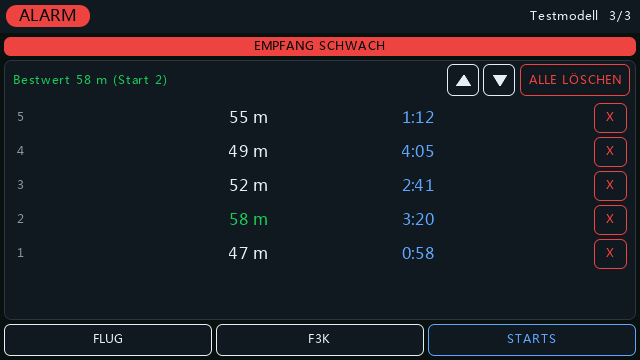 ALARM Testmodell 3/3
EMPFANG SCHWACH
Bestwert 58 m (Start 2) ALLE LÖSCHEN
5 55 m 1:12 X
4 49 m 4:05 X
3 52 m 2:41 X
2 58 m 3:20 X
1 47 m 0:58 X
FLUG F3K STARTS